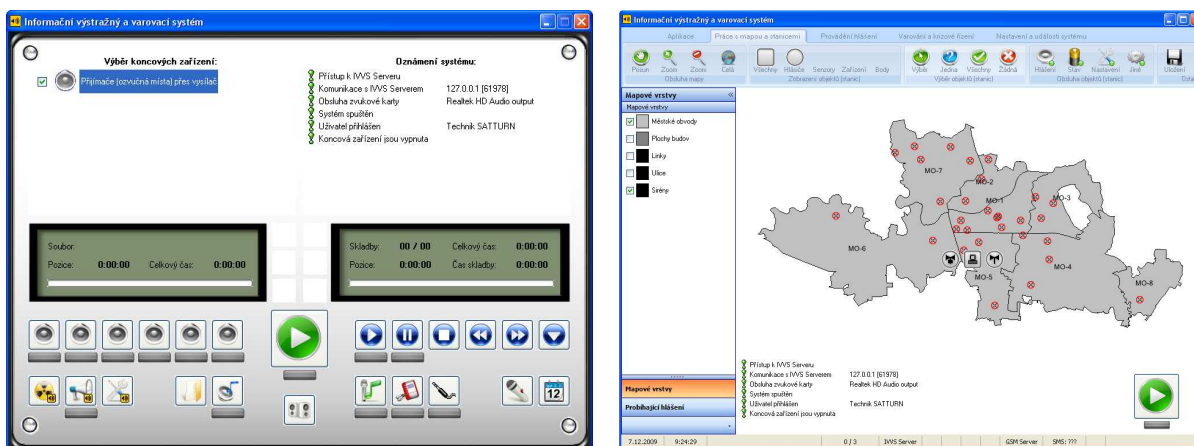 Informační výstražný a varovací systém
Výběr koncových zařízení:
Přijímače (ozvučná místa) přes vysílač
Oznámení systému:
Přístup k IVVS Serveru
Komunikace s IVVS Serverem 127.0.0.1 [61978]
Obsluha zvukové karty Realtek HD Audio output
Systém spuštěn
Uživatel přihlášen Technik SATTURN
Koncová zařízení jsou vypnuta
Soubor:
Pozice: 0:00:00 Celkový čas: 0:00:00
Skladby: 00 / 00 Celkový čas: 0:00:00
Pozice: 0:00:00 Čas skladby: 0:00:00
12
Informační výstražný a varovací systém
Aplikace Práce s mapou a stanicemi Provádění hlášení Varování a krizové řízení Nastavení a události systému
Posun Zoom Zoom Celá Všechny Hlásiče Senzory Zařízení Body Výběr Jedna Všechny Žádná Hlášení Stav Nastavení Jiné Uložení
Obsluha mapy Zobrazení objektů (stanic) Výběr objektů (stanic) Obsluha objektů (stanic)
Mapové vrstvy
Mapové vrstvy
Městské obvody
Plochy budov
Linky
Ulice
Sirény
MO-7
MO-2
MO-1
MO-3
MO-6
MO-4
MO-5
MO-8
Přístup k IVVS Serveru
Komunikace s IVVS Serverem 127.0.0.1 [61978]
Obsluha zvukové karty Realtek HD Audio output
Systém spuštěn
Uživatel přihlášen Technik SATTURN
Koncová zařízení jsou vypnuta
Mapové vrstvy
Probíhající hlášení
7.12.2009 9:24:29 0 / 3 IVVS Server GSM Server SMS: ???